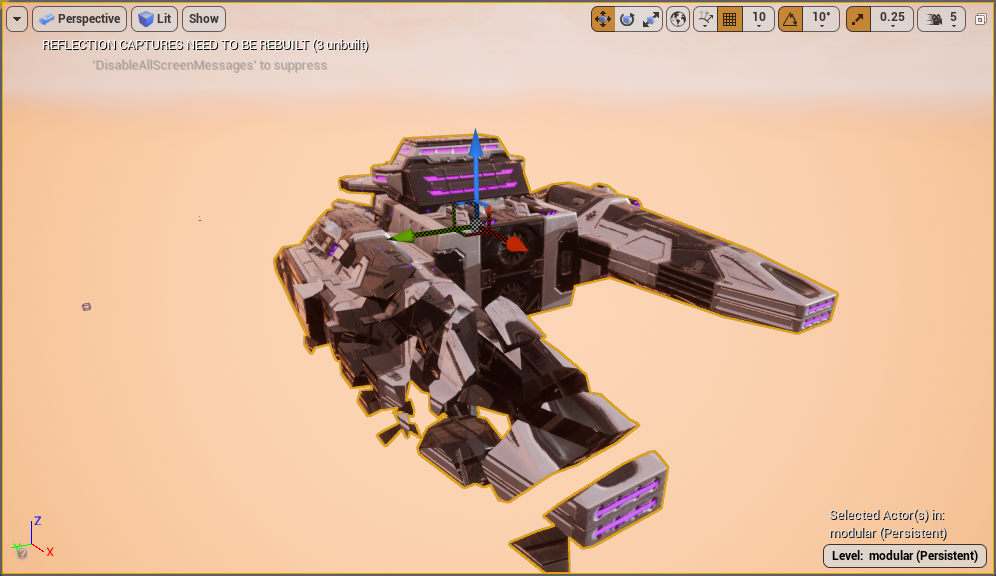 Perspective Lit Show 10 10° 0.25 5
REFLECTION CAPTURES NEED TO BE REBUILT (3 unbuilt)
'DisableAllScreenMessages' to suppress
Z
Y X
?
Selected Actor(s) in:
modular (Persistent)
Level: modular (Persistent)